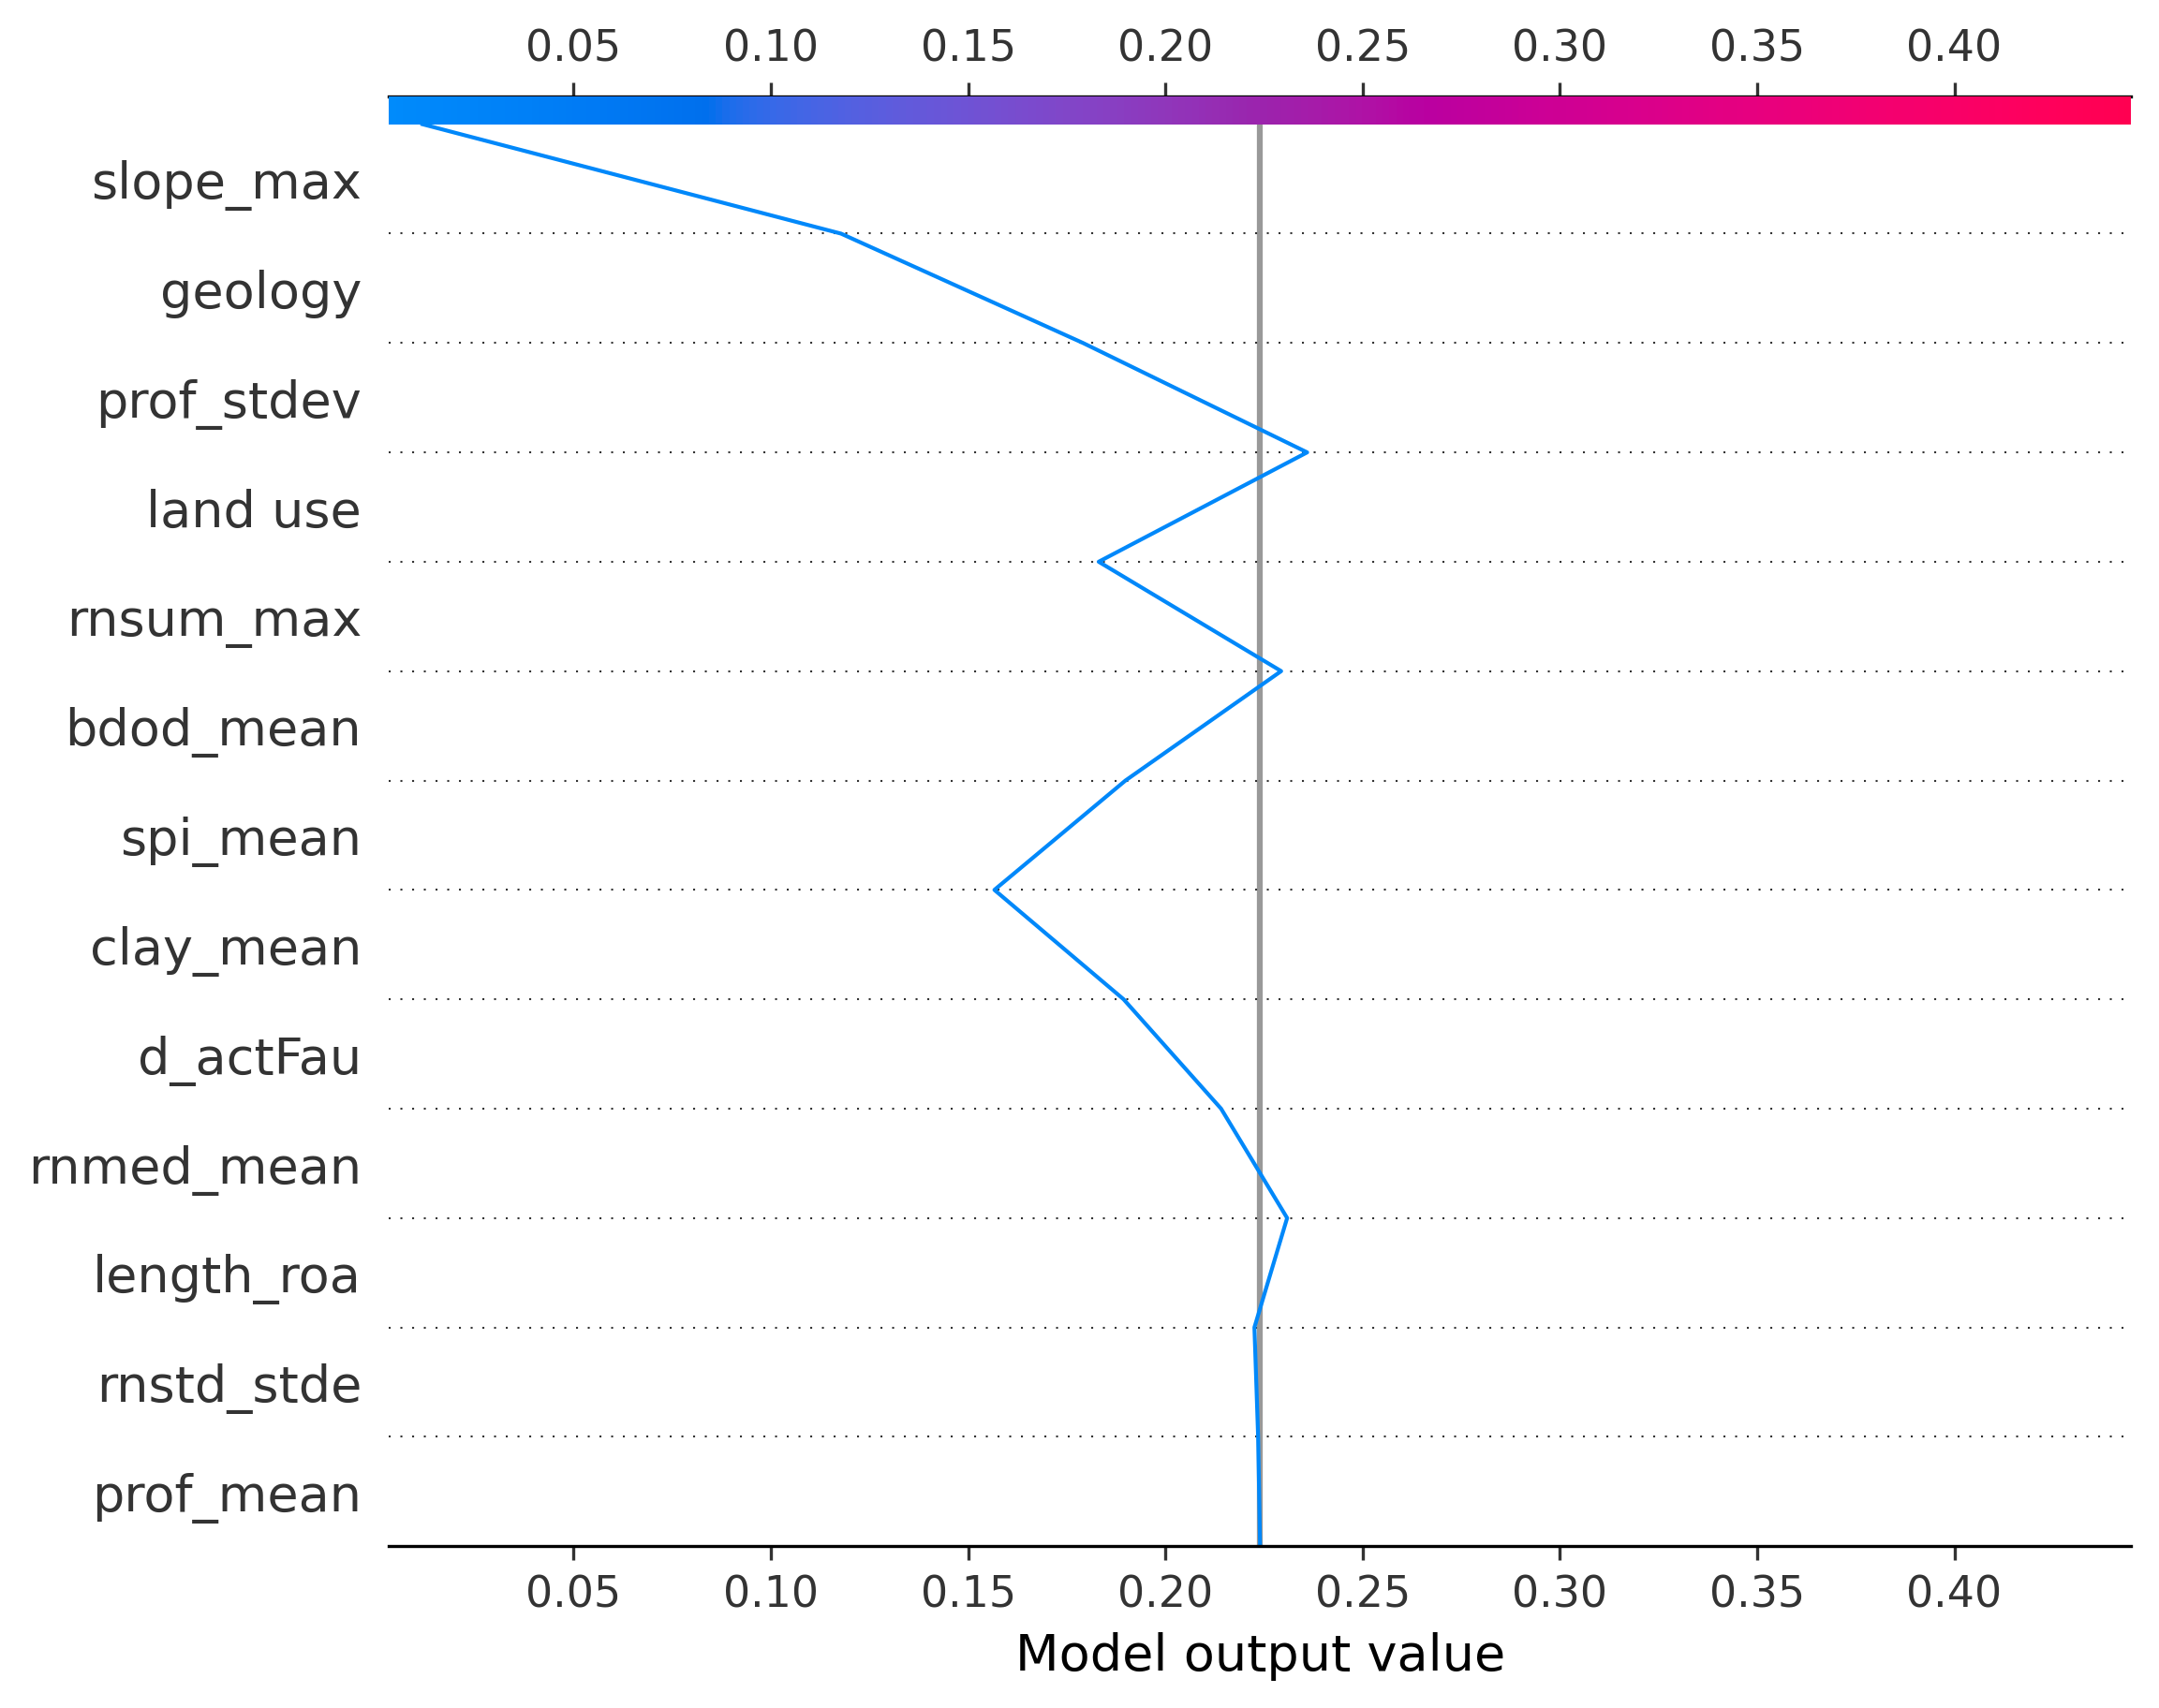 0.05 0.10 0.15 0.20 0.25 0.30 0.35 0.40
slope_max
geology
prof_stdev
land use
rnsum_max
bdod_mean
spi_mean
clay_mean
d_actFau
rnmed_mean
length_roa
rnstd_stde
prof_mean
0.05 0.10 0.15 0.20 0.25 0.30 0.35 0.40
Model output value